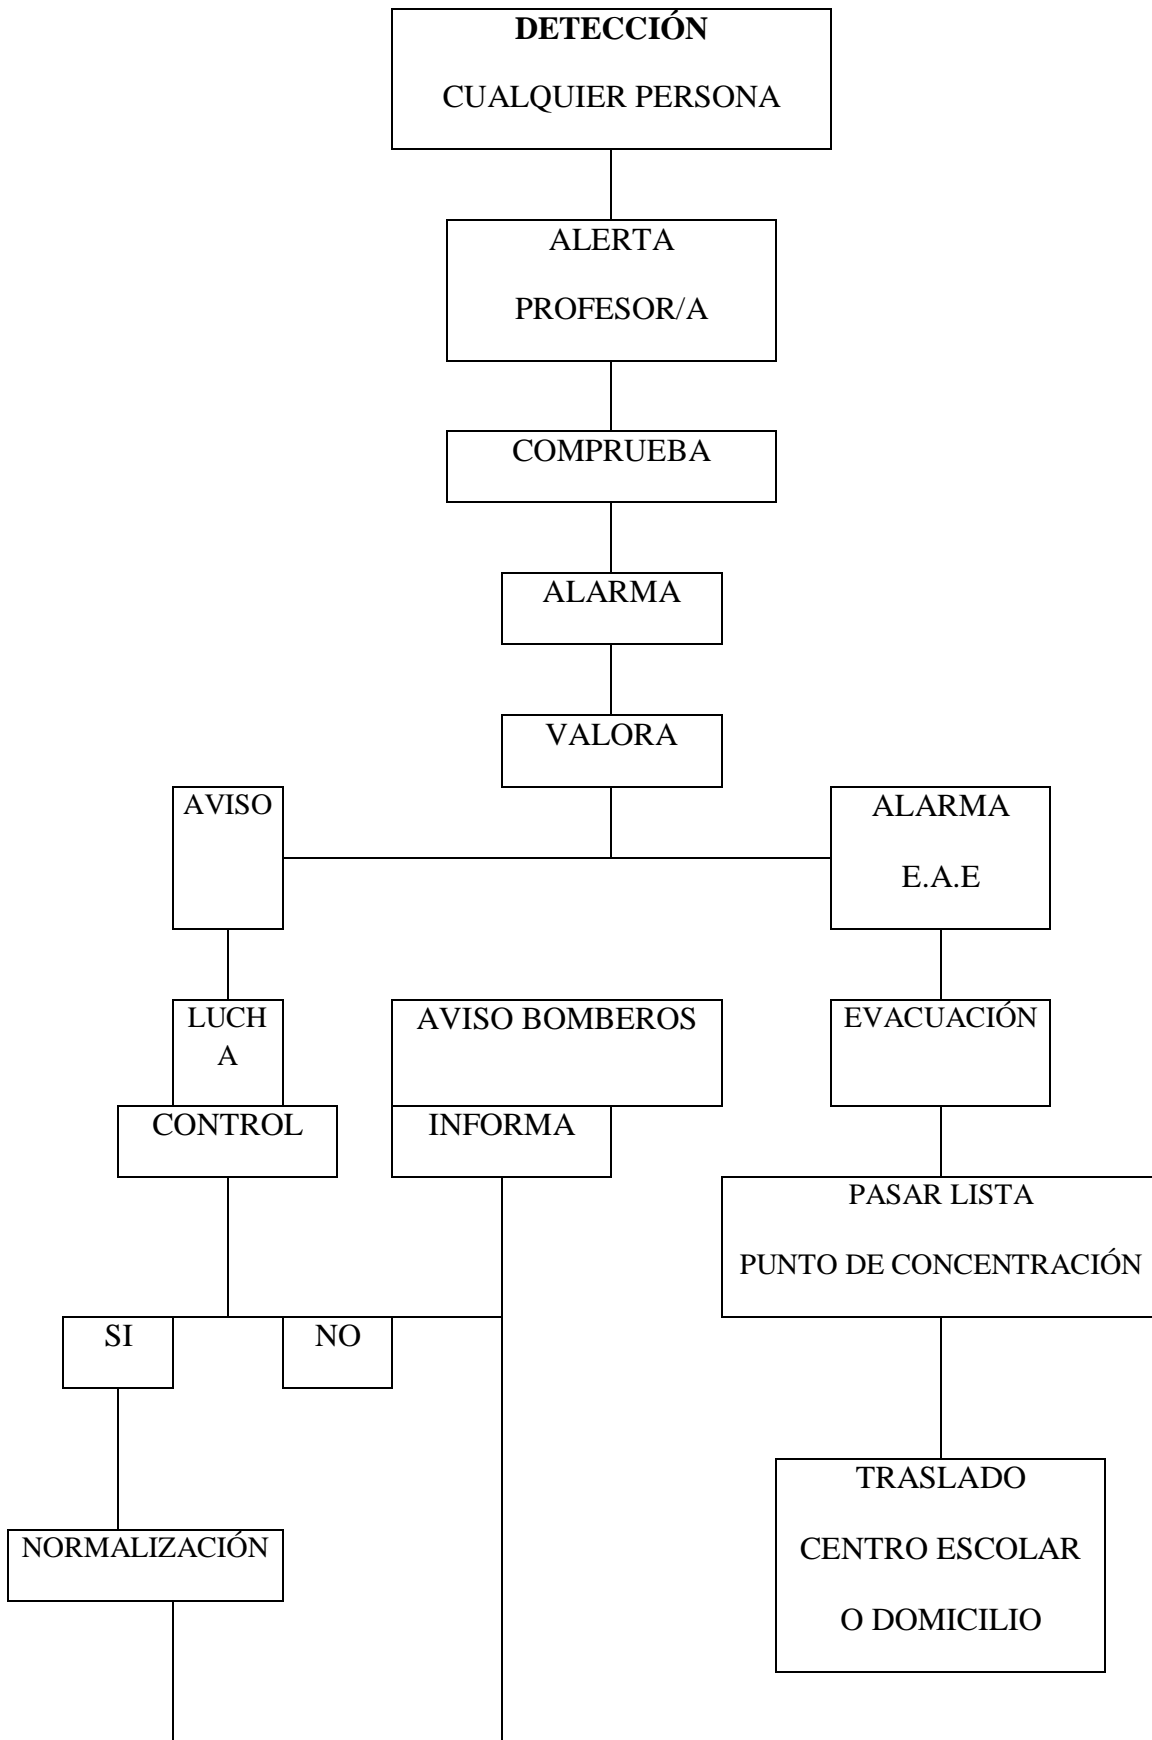 DETECCIÓN
CUALQUIER PERSONA
ALERTA
PROFESOR/A
COMPRUEBA
ALARMA
VALORA
AVISO
ALARMA
E.A.E
LUCH
A
AVISO BOMBEROS
EVACUACIÓN
CONTROL
INFORMA
PASAR LISTA
PUNTO DE CONCENTRACIÓN
SI
NO
TRASLADO
CENTRO ESCOLAR
O DOMICILIO
NORMALIZACIÓN